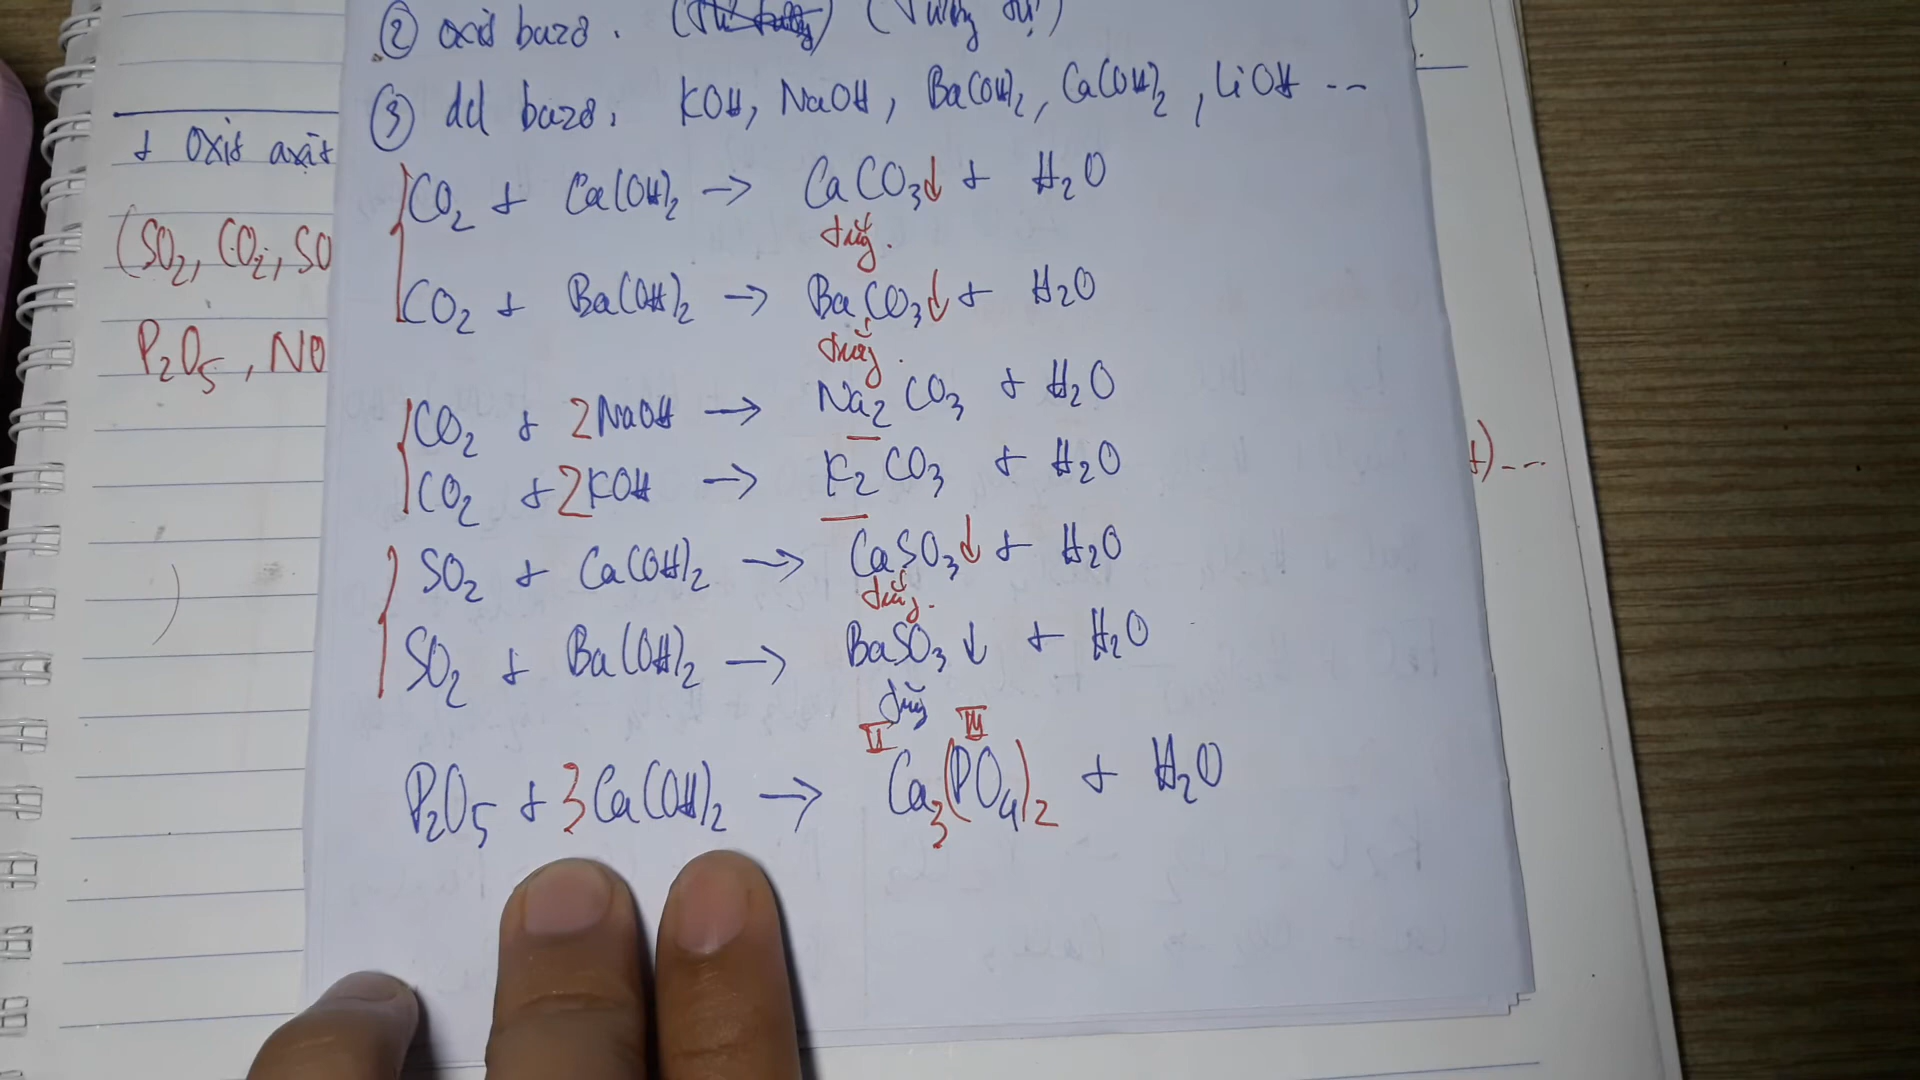 ② oxit bazơ. (Tương tự)
③ dd bazơ: KOH, NaOH, Ba(OH)₂, Ca(OH)₂, LiOH ---
+ Oxit axit
(SO₂, CO₂, SO
P₂O₅, NO
CO₂ + Ca(OH)₂ → CaCO₃↓ + H₂O
trắng.
CO₂ + Ba(OH)₂ → BaCO₃↓ + H₂O
trắng.
CO₂ + 2NaOH → Na₂CO₃ + H₂O
CO₂ + 2KOH → K₂CO₃ + H₂O
SO₂ + Ca(OH)₂ → CaSO₃↓ + H₂O
trắng.
SO₂ + Ba(OH)₂ → BaSO₃↓ + H₂O
trắng
II III
P₂O₅ + 3Ca(OH)₂ → Ca₃(PO₄)₂ + H₂O